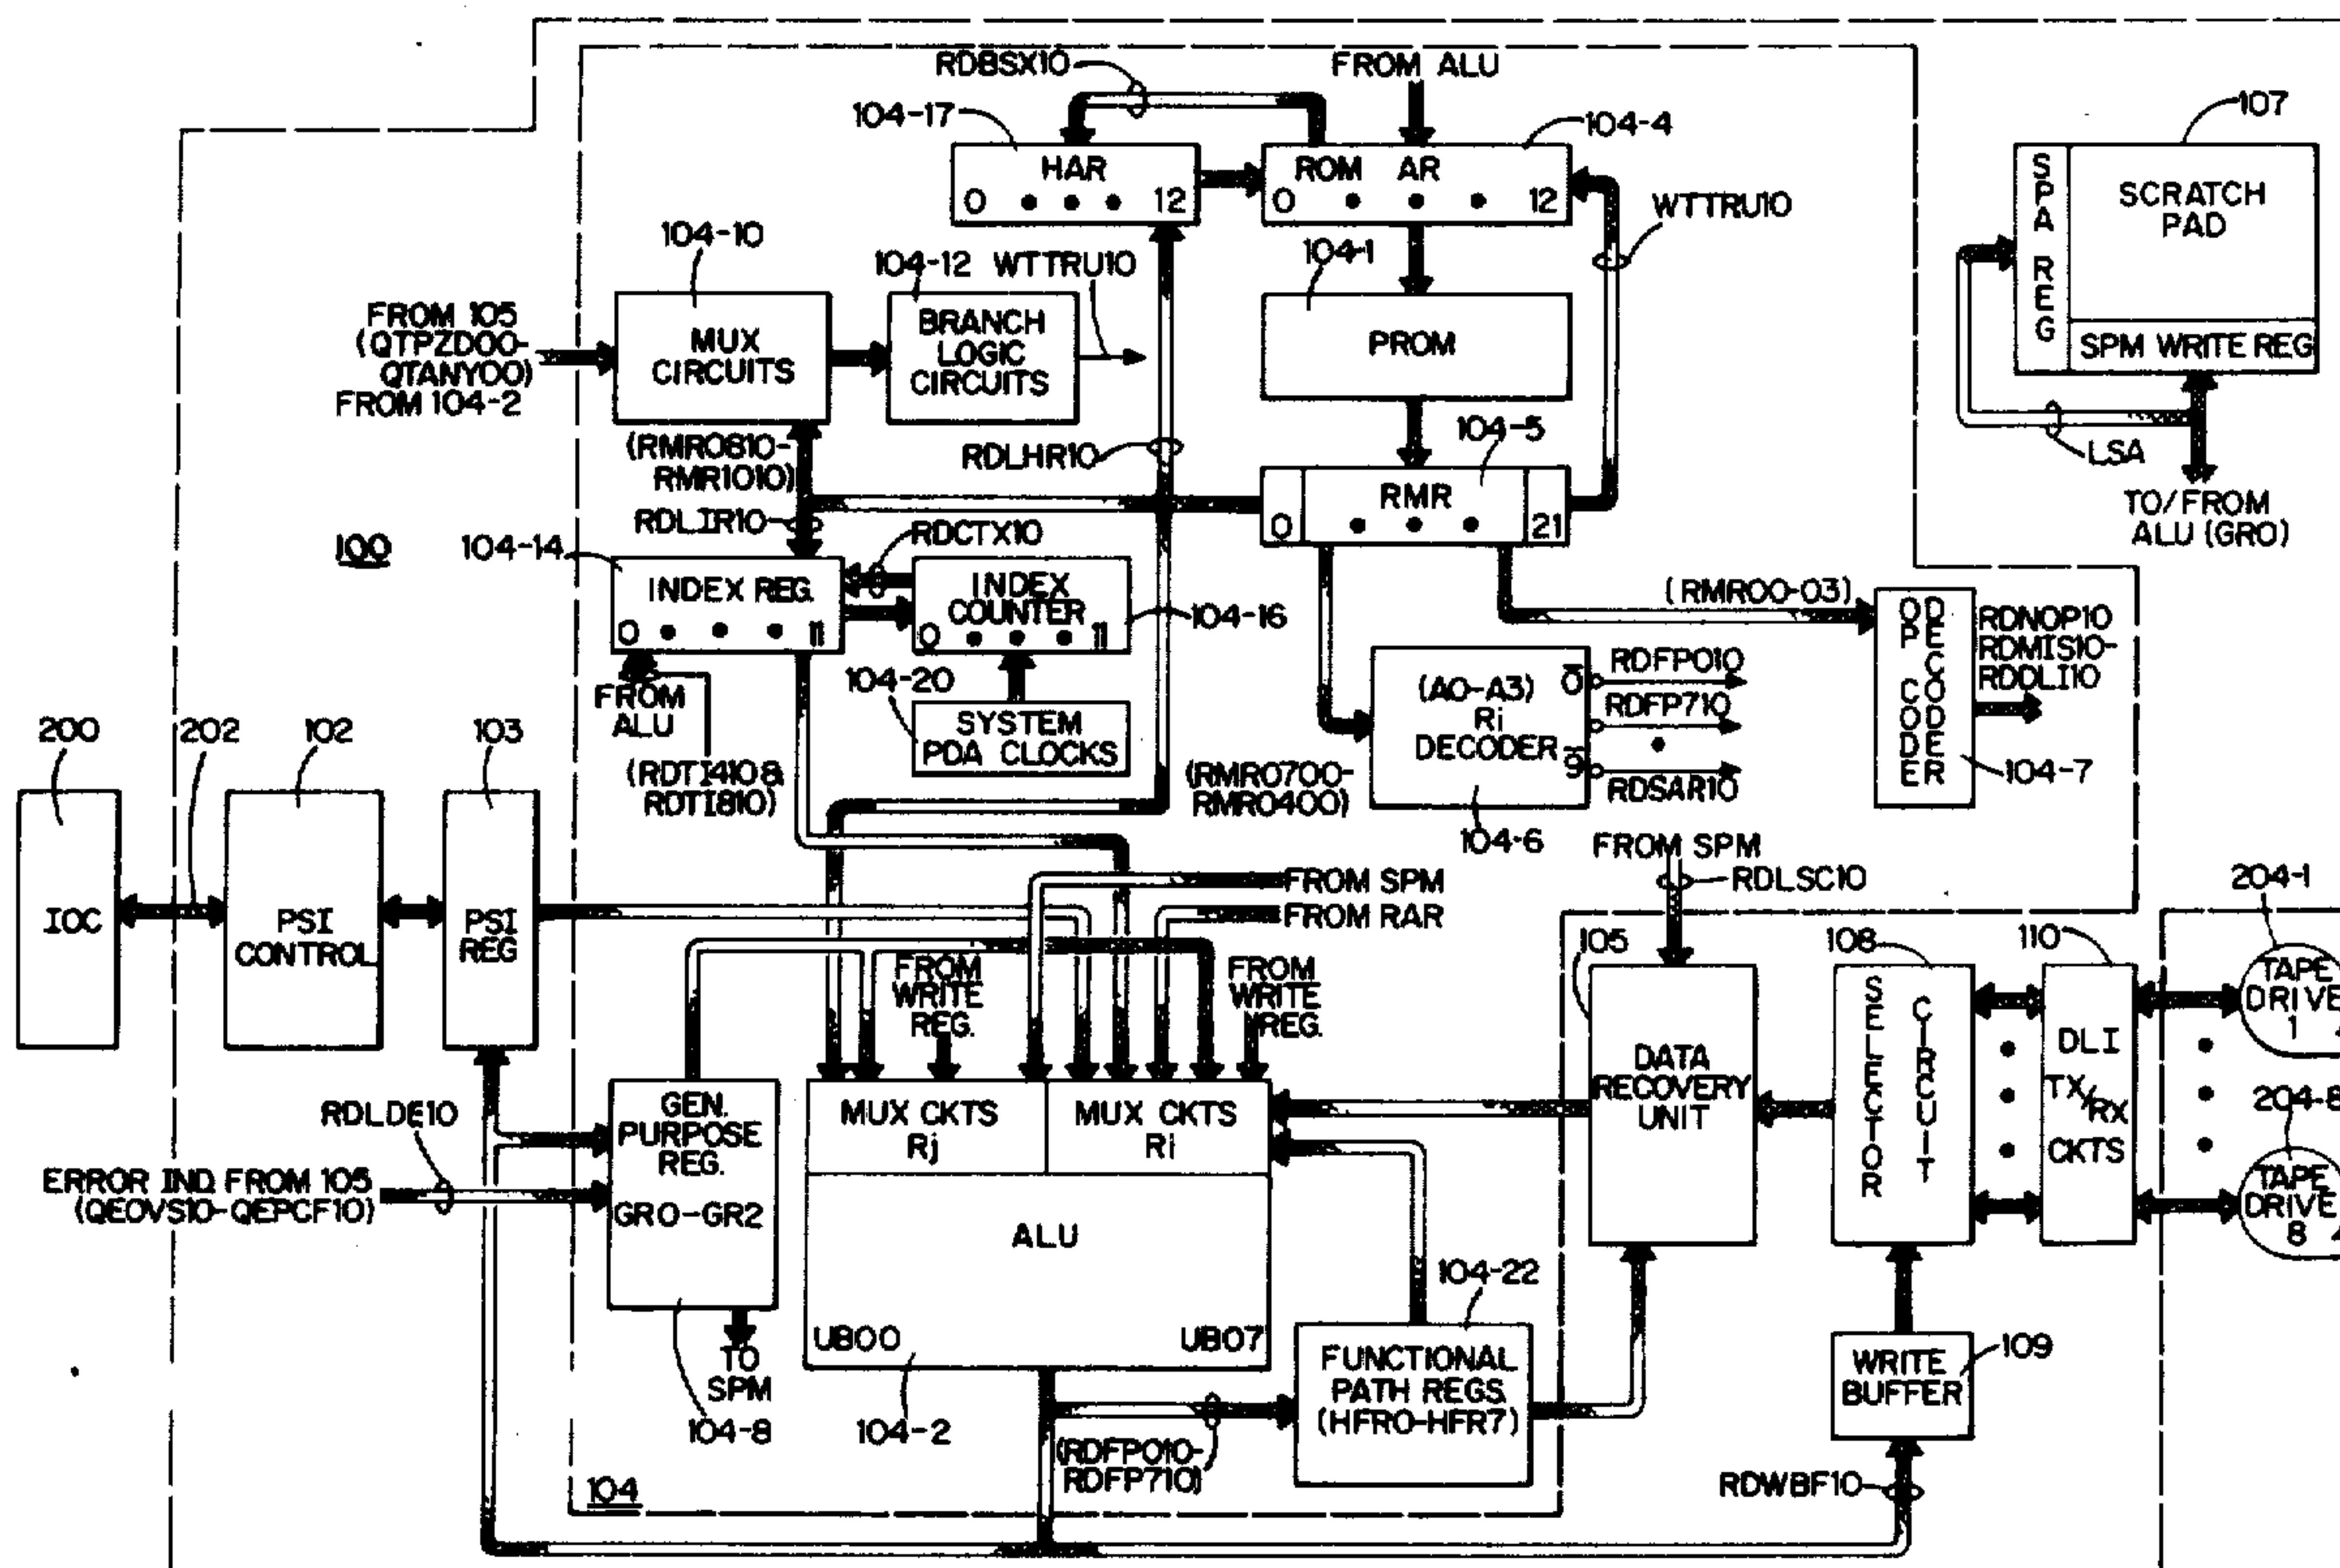 RDBSX10
FROM ALU
104-17
104-4
107
HAR
0 • • • 12
ROM AR
0 • • • 12
WTTRU10
SPA REG
SCRATCH
PAD
SPM WRITE REG
LSA
TO/FROM
ALU (GRO)
104-10
104-12 WTTRU10
104-1
FROM 105
(QTPZD00-
QTANY00)
FROM 104-2
MUX
CIRCUITS
BRANCH
LOGIC
CIRCUITS
PROM
(RMR0810-
RMR1010)
RDLHR10
104-5
RMR
0 • • • 21
RDLIR10
RDCTX10
100
104-14
INDEX REG.
0 • • • 11
INDEX
COUNTER
0 • • • 11
104-16
(RMR00-03)
OP CODE
DECODER
RDNOP10
RDMIS10-
RDDLI10
104-7
FROM
ALU
104-20
SYSTEM
PDA CLOCKS
(RDTI410&
RDTI810)
(A0-A3)
Ri
DECODER
0
9
RDFP010
RDFP710
•
RDSAR10
(RMR0700-
RMR0400)
104-6
200
202
102
103
IOC
PSI
CONTROL
PSI
REG
FROM SPM
RDLSC10
FROM SPM
FROM RAR
FROM
WRITE
REG.
FROM
WRITE
REG.
105
108
110
204-1
DATA
RECOVERY
UNIT
SELECTOR
CIRCUIT
DLI
TX/RX
CKTS
TAPE
DRIVE
1
204-8
TAPE
DRIVE
8
RDLDE10
ERROR IND. FROM 105
(QEOVS10-QEPCF10)
GEN.
PURPOSE
REG.
GR0-GR2
MUX CKTS
Rj
MUX CKTS
Ri
ALU
UB00
UB07
TO
SPM
104-8
104-2
104-22
FUNCTIONAL
PATH REGS.
(HFR0-HFR7)
(RDFP010-
RDFP710)
109
WRITE
BUFFER
RDWBF10
104